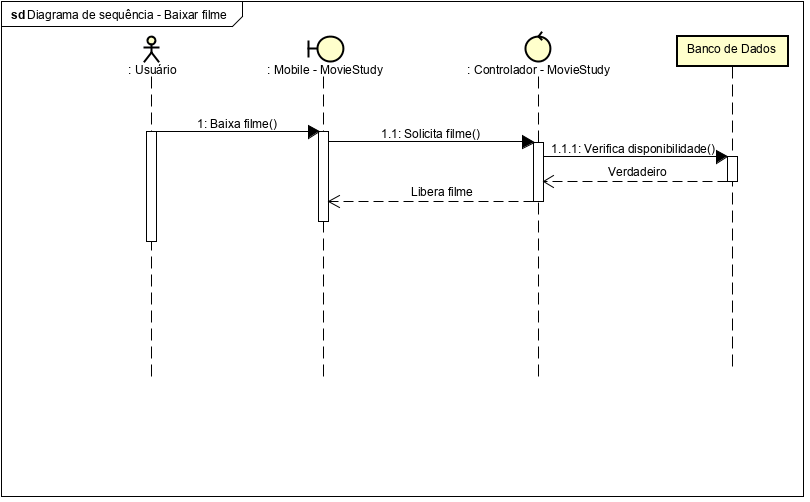 sd Diagrama de sequência - Baixar filme
: Usuário
: Mobile - MovieStudy
: Controlador - MovieStudy
Banco de Dados
1: Baixa filme()
1.1: Solicita filme()
1.1.1: Verifica disponibilidade()
Verdadeiro
Libera filme